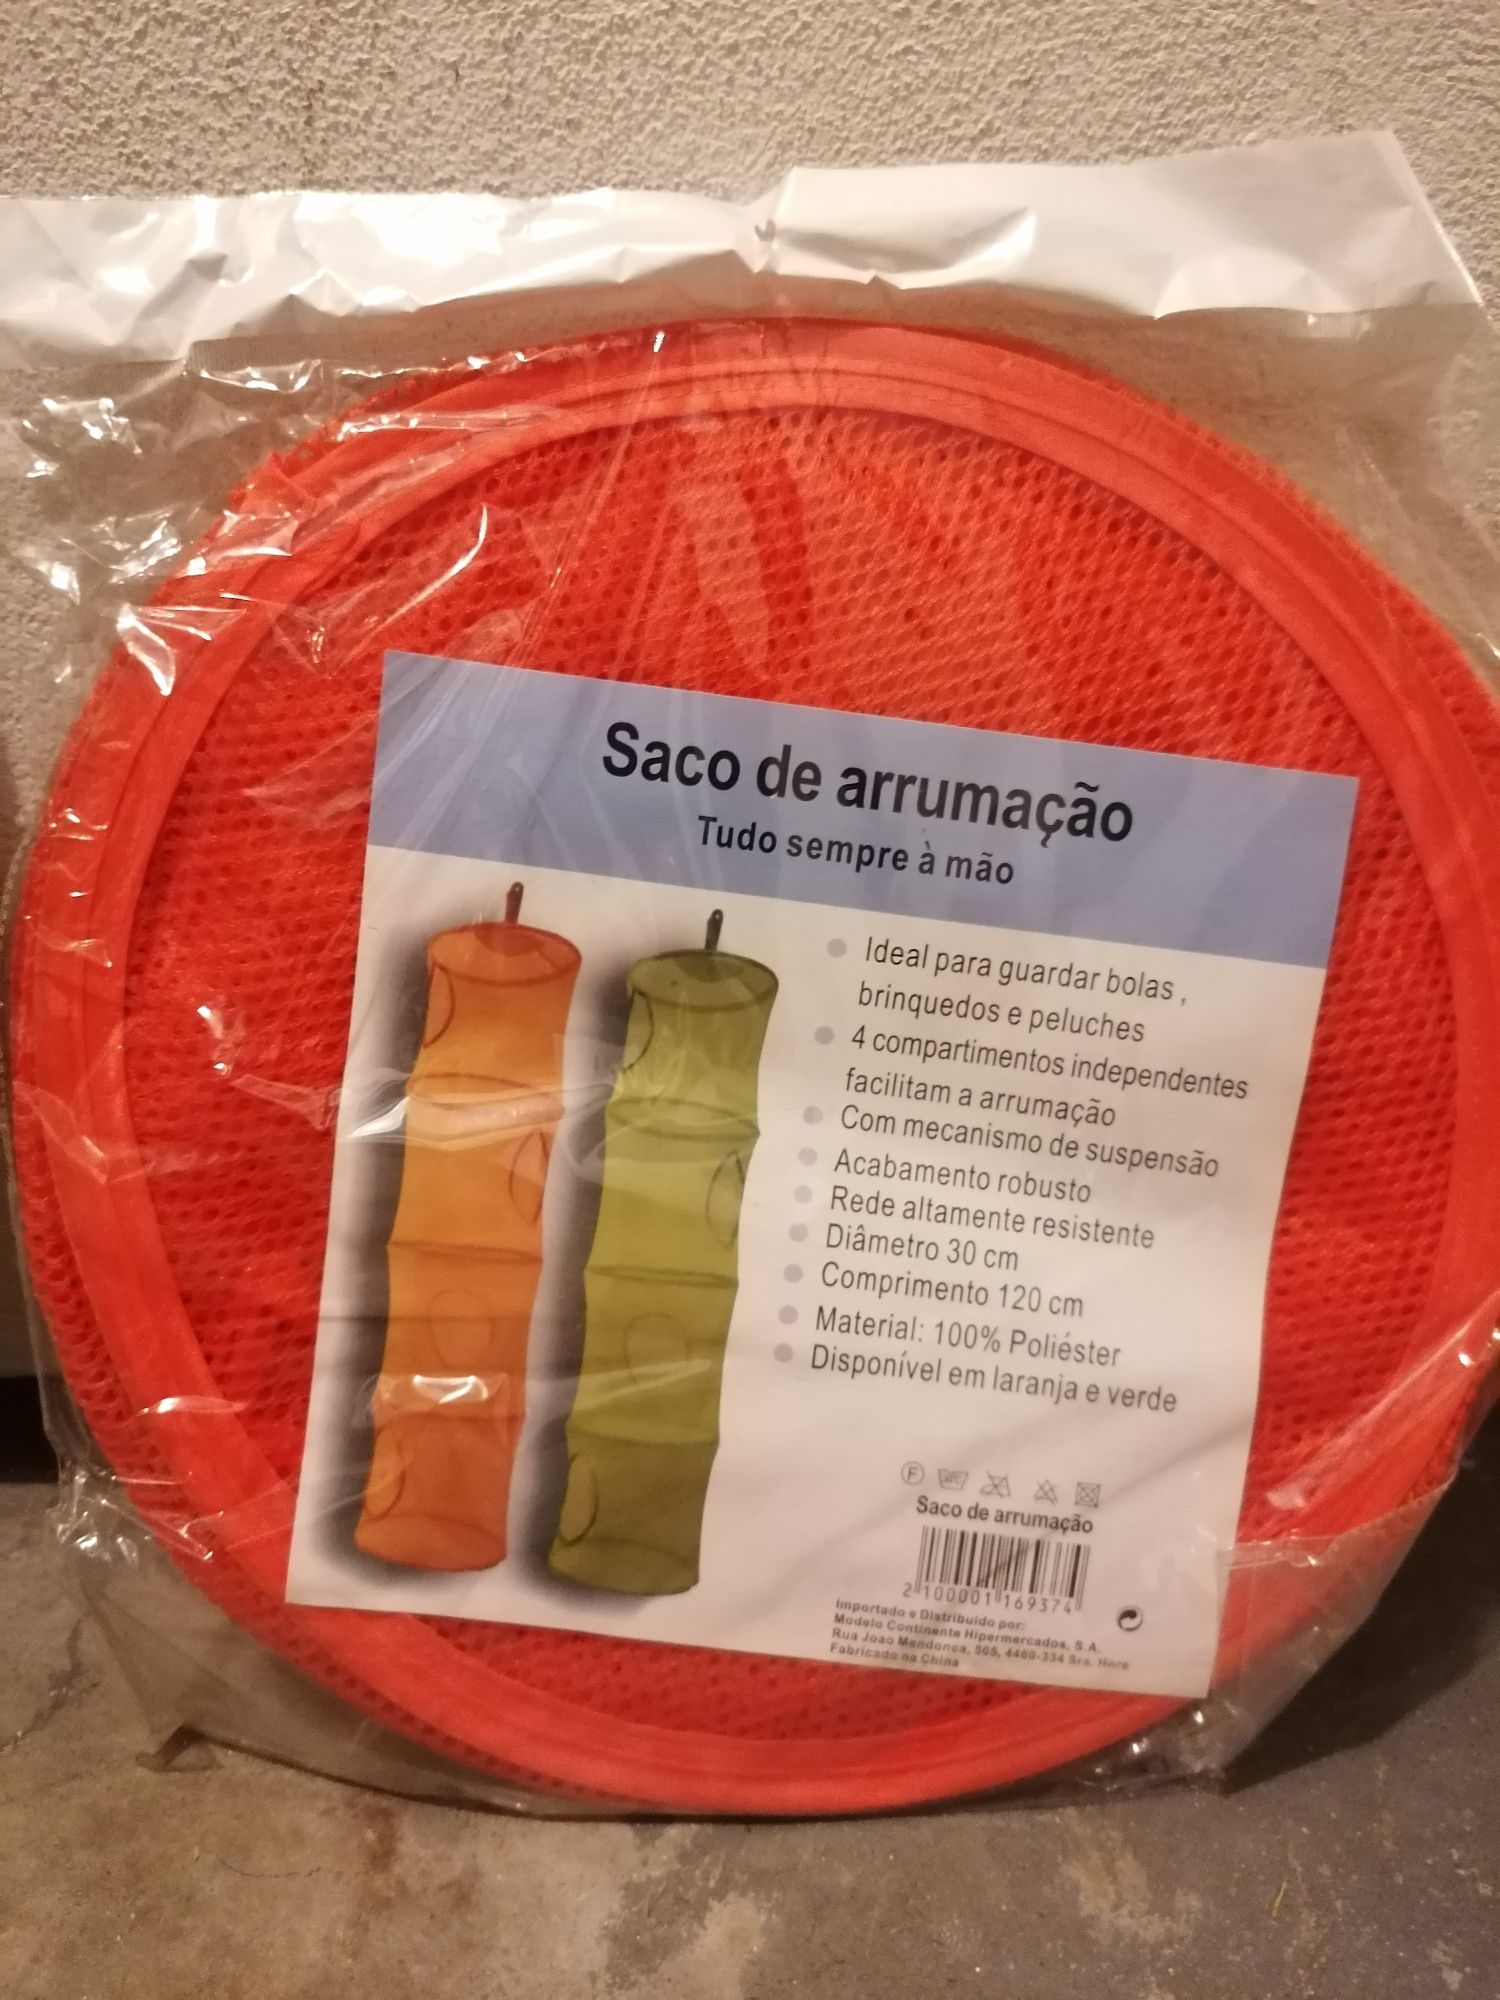 Saco de arrumação
Tudo sempre à mão
Ideal para guardar bolas ,
brinquedos e peluches
4 compartimentos independentes
facilitam a arrumação
Com mecanismo de suspensão
Acabamento robusto
Rede altamente resistente
Diâmetro 30 cm
Comprimento 120 cm
Material: 100% Poliéster
Disponível em laranja e verde
F
Saco de arrumação
2 100001 169374
Importado e Distribuido por:
Modelo Continente Hipermercados, S.A.
Rua Joao Mendonca, 505, 4460-334 Sra. Hora
Fabricado na China